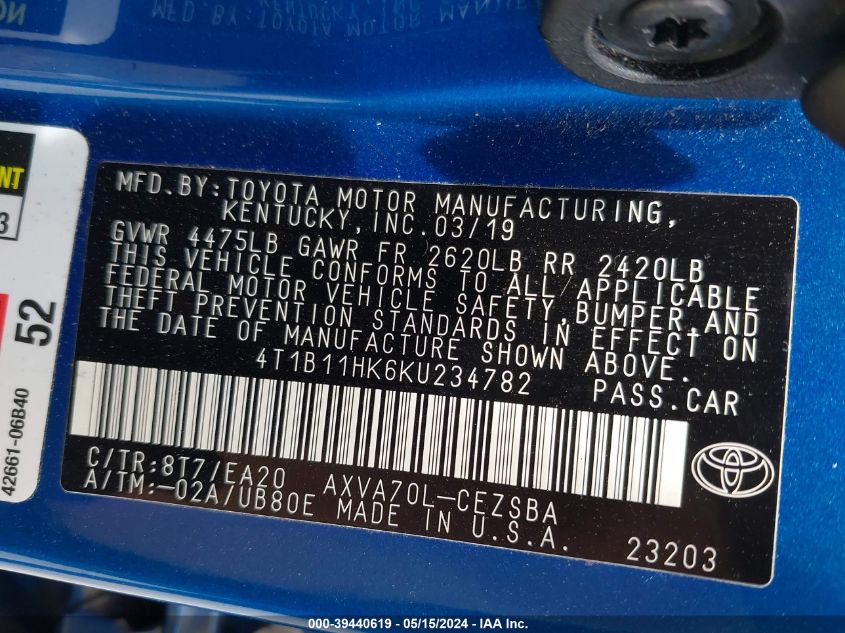 ON
MFD.BY:TOYOTA MOTOR MANUFACTURING,
KENTUCKY,INC.03/19
GVWR 4475LB GAWR FR 2620LB RR 2420LB
THIS VEHICLE CONFORMS TO ALL APPLICABLE
FEDERAL MOTOR VEHICLE SAFETY,BUMPER,AND
THEFT PREVENTION STANDARDS IN EFFECT ON
THE DATE OF MANUFACTURE SHOWN ABOVE.
4T1B11HK6KU234782 PASS.CAR
C/TR:8T7/EA20 AXVA70L-CEZSBA
A/TM:-02A/UB80E MADE IN U.S.A.
23203
NT
3
52
42661-06B40
000-39440619 - 05/15/2024 - IAA Inc.